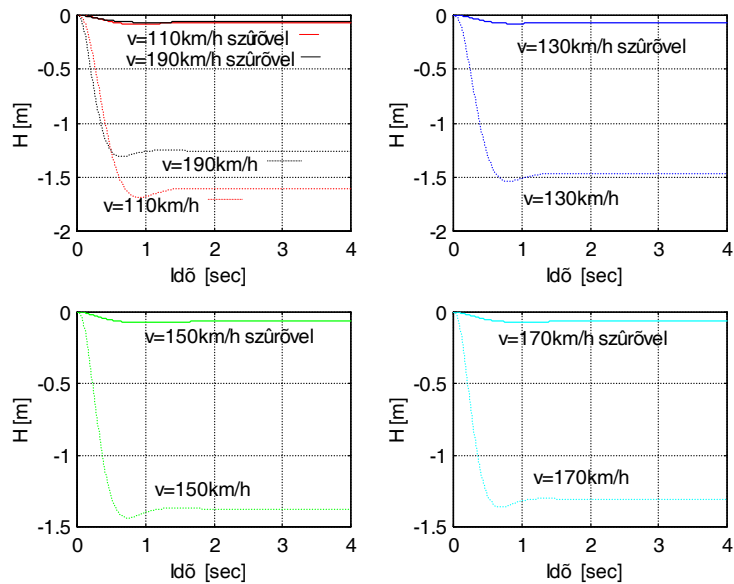 0
-0.5
-1
-1.5
-2
H [m]
v=110km/h szûrõvel
v=190km/h szûrõvel
v=190km/h
v=110km/h
0 1 2 3 4
Idõ [sec]
0
-0.5
-1
-1.5
-2
H [m]
v=130km/h szûrõvel
v=130km/h
0 1 2 3 4
Idõ [sec]
0
-0.5
-1
-1.5
H [m]
v=150km/h szûrõvel
v=150km/h
0 1 2 3 4
Idõ [sec]
0
-0.5
-1
-1.5
H [m]
v=170km/h szûrõvel
v=170km/h
0 1 2 3 4
Idõ [sec]